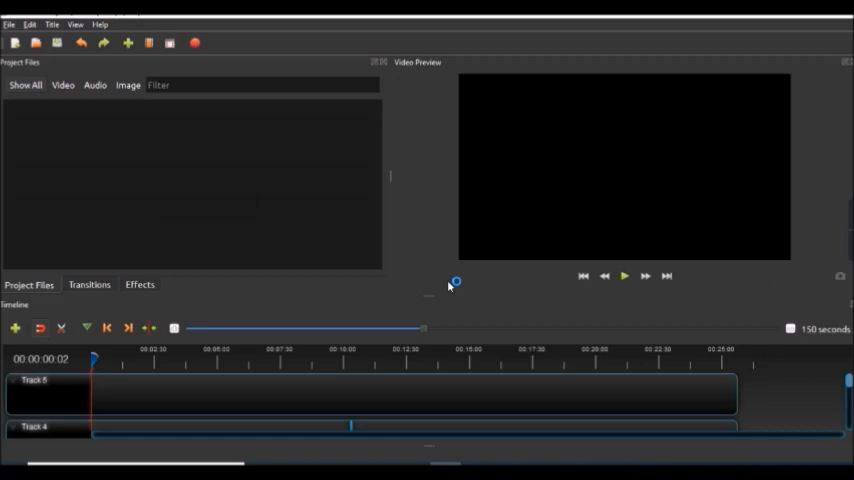 File Edit Title View Help
Project Files
Video Preview
Show All Video Audio Image Filter
Project Files Transitions Effects
Timeline
150 seconds
00:00:00:02
00:02:30 00:05:00 00:07:30 00:10:00 00:12:30 00:15:00 00:17:30 00:20:00 00:22:30 00:25:00
Track 5
Track 4